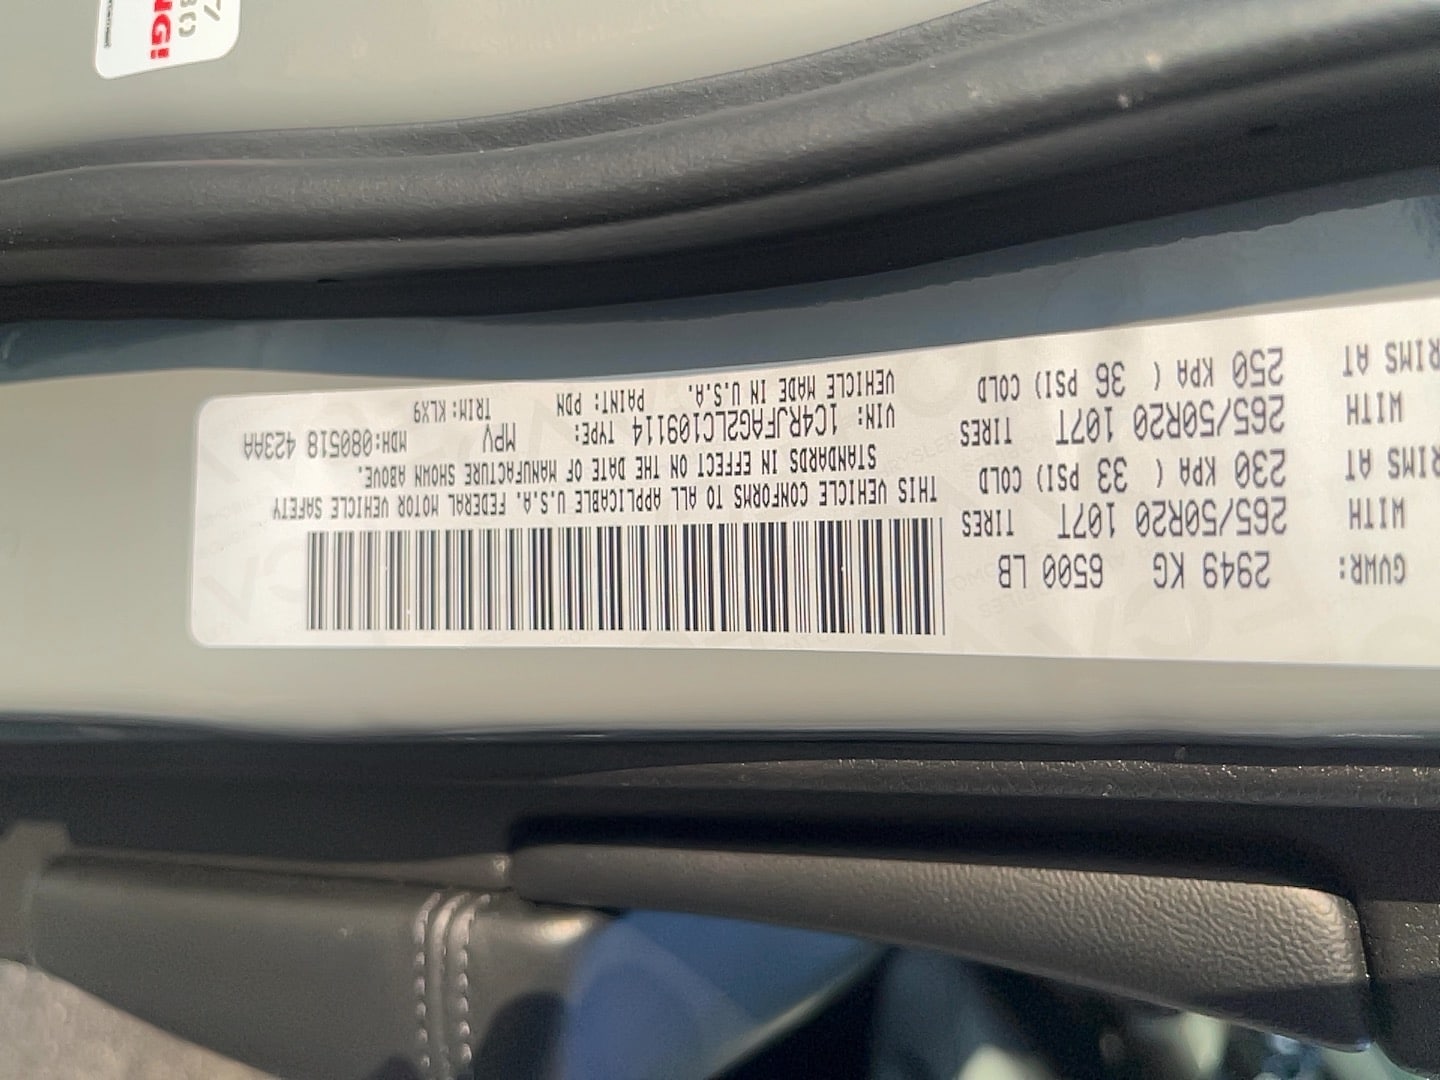 GVWR: 2949 KG 6500 LB
WITH 265/50R20 107T TIRES
RIMS AT 230 KPA ( 33 PSI) COLD
WITH 265/50R20 107T TIRES
RIMS AT 250 KPA ( 36 PSI) COLD
THIS VEHICLE CONFORMS TO ALL APPLICABLE U.S.A. FEDERAL MOTOR VEHICLE SAFETY
STANDARDS IN EFFECT ON THE DATE OF MANUFACTURE SHOWN ABOVE.
VIN: 1C4RJFAG2LC109114 TYPE: MPV MDH:080518 423AA
VEHICLE MADE IN U.S.A. PAINT: PDN TRIM:KLX9